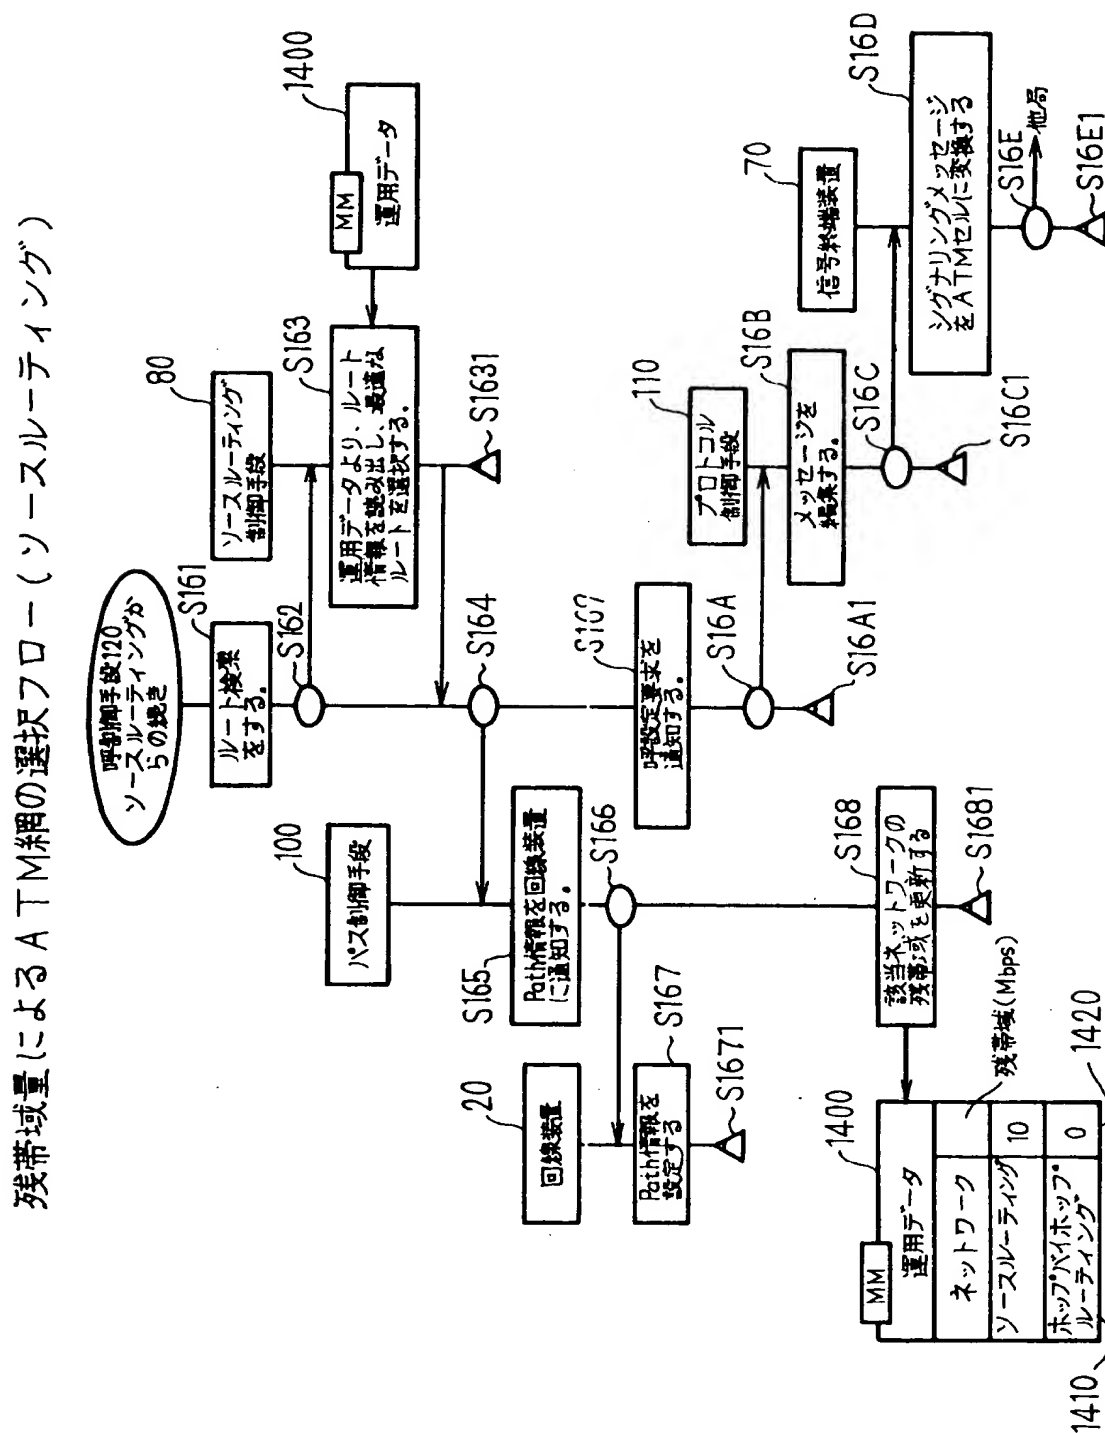 残帯域量によるATM網の選択フロー(ソースルーティング)
呼制御手段120
ソースルーティングか
らの続き
S161
ルート検索
をする。
S162
80
ソースルーティング
制御手段
S163
運用データより、ルート
情報を読み出し、最適な
ルートを選択する。
S1631
1400
MM
運用データ
S164
100
パス制御手段
S165
Path情報を回線装置
に通知する。
S166
20
回線装置
S167
Path情報を
設定する
S1671
S168
該当ネットワークの
残帯域を更新する
S1681
1400
MM
運用データ
ネットワーク
残帯域(Mbps)
ソースルーティング
10
ホップバイホップ
ルーティング
0
1410
1420
S167
呼設定要求を
通知する。
S16A
S16A1
110
プロトコル
制御手段
S16B
メッセージを
編集する。
S16C
S16C1
70
信号終端装置
S16D
シグナリングメッセージ
をATMセルに変換する
S16E
他局
S16E1